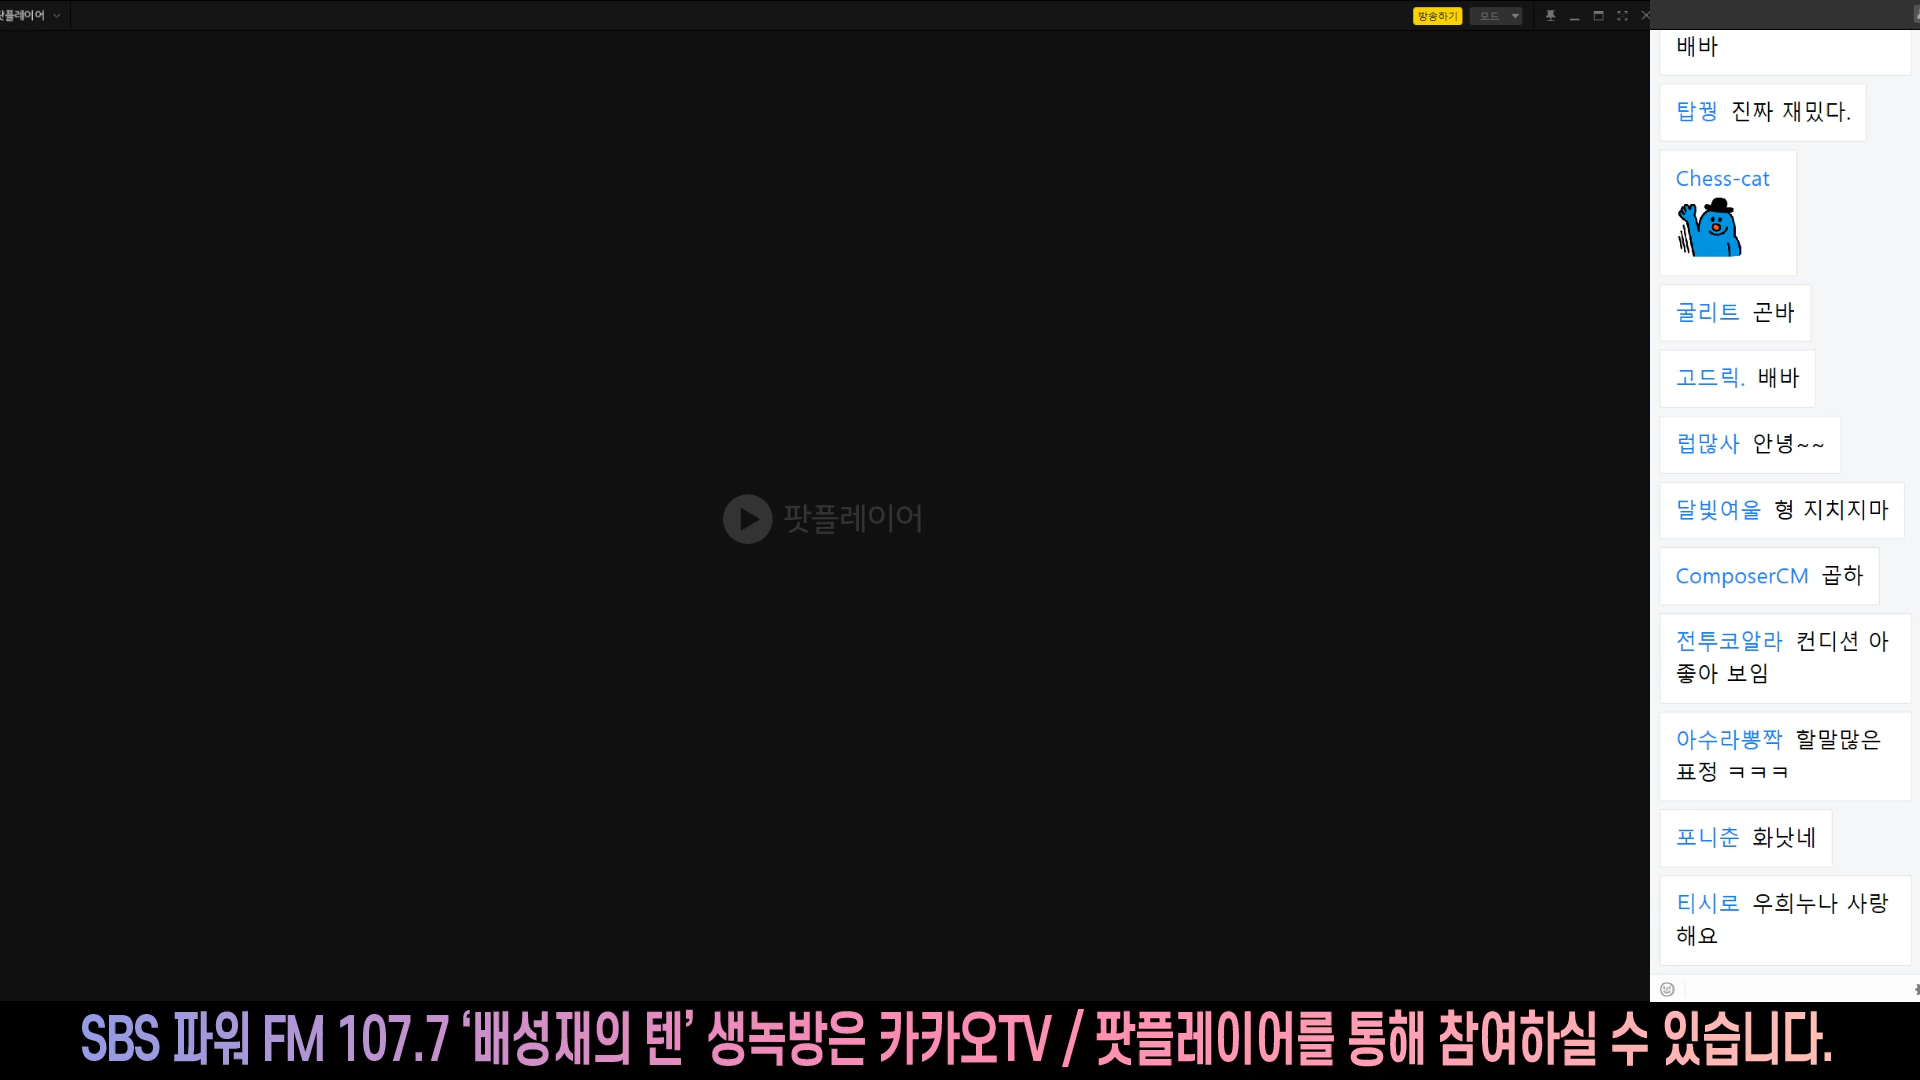 팟플레이어
방송하기
모드
배바
탑꿩 진짜 재밌다.
Chess-cat
굴리트 곤바
고드릭. 배바
럽많사 안녕~~
달빛여울 형 지치지마
ComposerCM 곱하
전투코알라 컨디션 아
좋아 보임
아수라뽕짝 할말많은
표정 ㅋㅋㅋ
포니춘 화낫네
티시로 우희누나 사랑
해요
팟플레이어
SBS 파워 FM 107.7 ‘배성재의 텐’ 생녹방은 카카오TV / 팟플레이어를 통해 참여하실 수 있습니다.